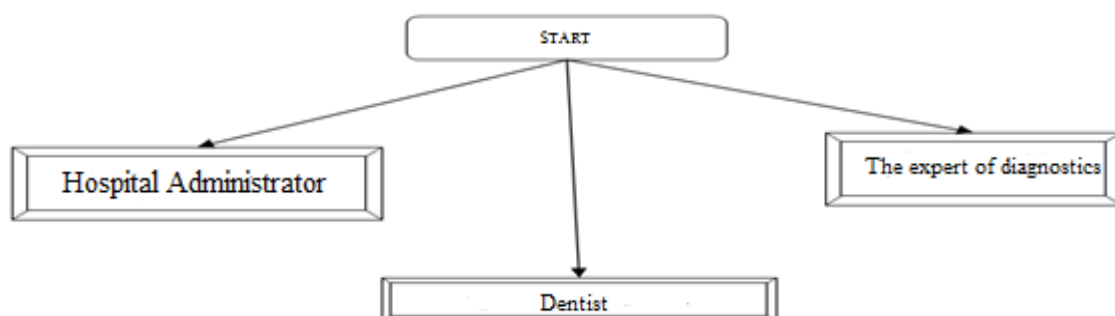 START
Hospital Administrator
The expert of diagnostics
Dentist